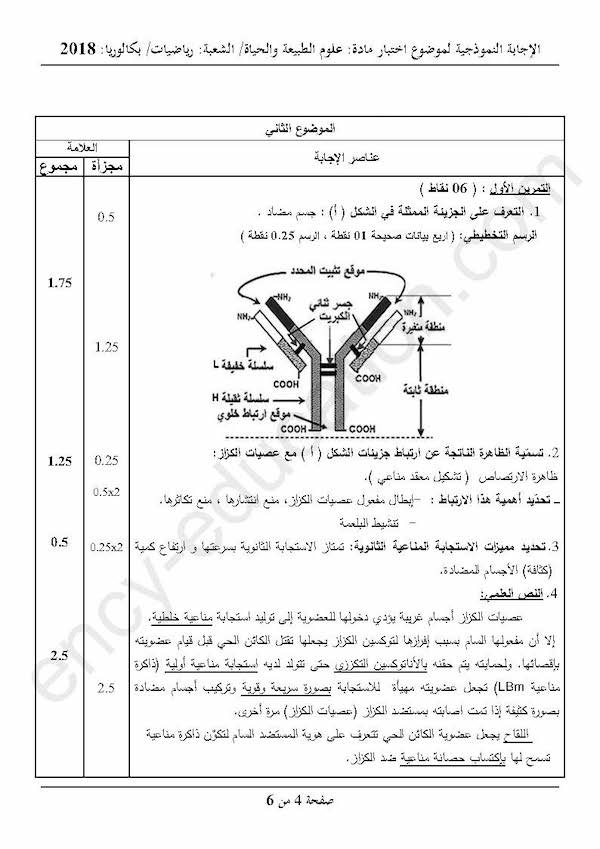 الإجابة النموذجية لموضوع اختبار مادة: علوم الطبيعة والحياة/ الشعبة: رياضيات/ بكالوريا: 2018
الموضوع الثاني
العلامة
عناصر الإجابة
مجزأة
مجموع
التمرين الأول : ( 06 نقاط )
1. التعرف على الجزيئة الممثلة في الشكل ( أ ) : جسم مضاد .
0.5
الرسم التخطيطي: ( اربع بيانات صحيحة 01 نقطة ، الرسم 0.25 نقطة )
1.75
1.25
موقع تثبيت المحدد
NH₂
NH₂
NH₂
NH₂
جسر ثنائي
الكبريت
منطقة متغيرة
سلسلة خفيفة L
COOH
COOH
منطقة ثابتة
سلسلة ثقيلة H
موقع ارتباط خلوي
COOH
COOH
2. تسمية الظاهرة الناتجة عن ارتباط جزيئات الشكل ( أ ) مع عصيات الكزاز:
1.25
0.25
ظاهرة الارتصاص ( تشكيل معقد مناعي ).
0.5x2
ـ تحديد أهمية هذا الارتباط : -إبطال مفعول عصيات الكزاز، منع انتشارها ، منع تكاثرها.
- تنشيط البلعمة
0.5
0.25x2
3. تحديد مميزات الاستجابة المناعية الثانوية: تمتاز الاستجابة الثانوية بسرعتها و ارتفاع كمية
(كثافة) الأجسام المضادة.
4. النص العلمي:
عصيات الكزاز أجسام غريبة يؤدي دخولها للعضوية إلى توليد استجابة مناعية خلطية.
إلا أن مفعولها السام بسبب إفرازها لتوكسين الكزاز يجعلها تقتل الكائن الحي قبل قيام عضويته
2.5
بإقصائها. ولحمايته يتم حقنه بالأناتوكسين التكززي حتى تتولد لديه استجابة مناعية أولية (ذاكرة
2.5
مناعية LBm) تجعل عضويته مهيأة للاستجابة بصورة سريعة وقوية وتركيب أجسام مضادة
بصورة كثيفة إذا تمت اصابته بمستضد الكزاز (عصيات الكزاز) مرة أخرى.
اللقاح يجعل عضوية الكائن الحي تتعرف على هوية المستضد السام لتكوّن ذاكرة مناعية
تسمح لها بإكتساب حصانة مناعية ضد الكزاز.
صفحة 4 من 6
ency-education.com